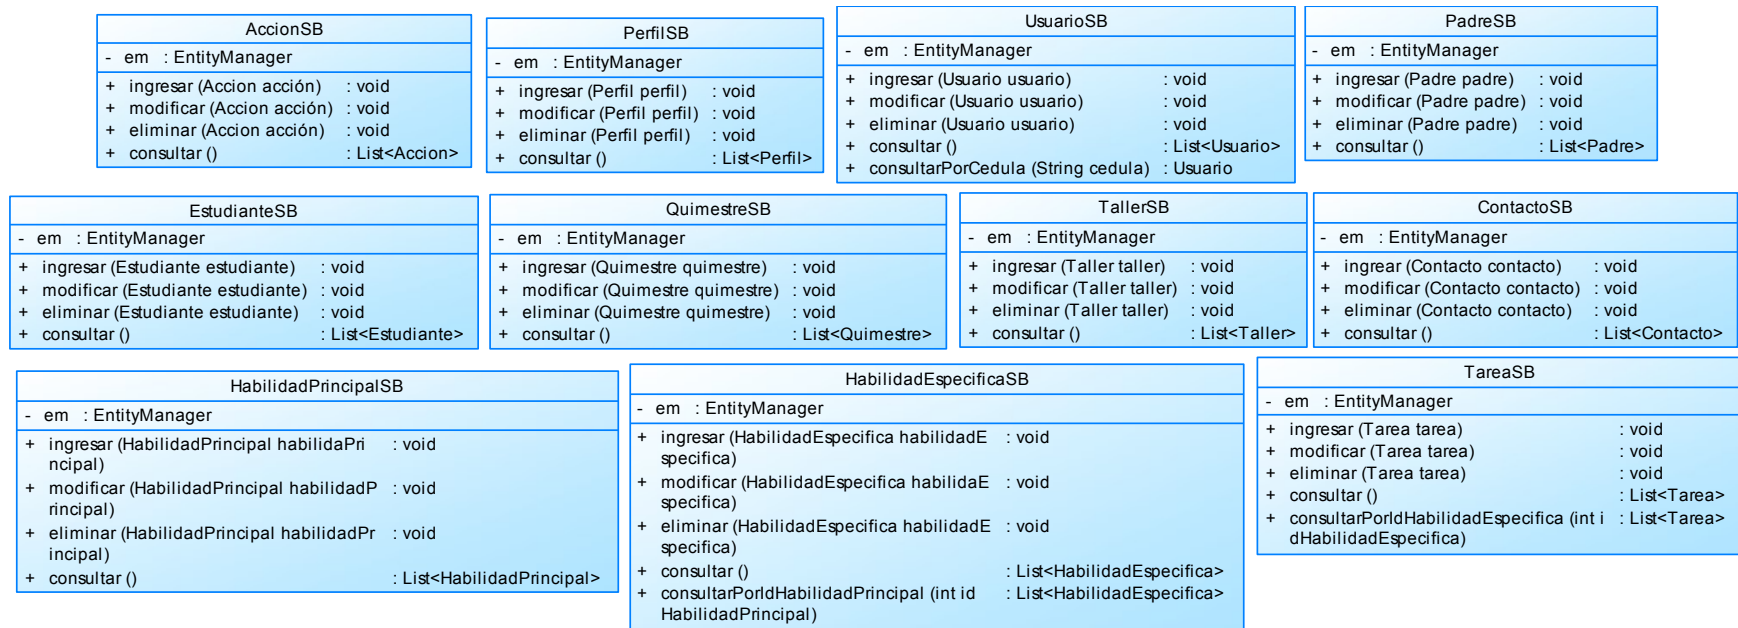 AccionSB
- em : EntityManager
+ ingresar (Accion acción) : void
+ modificar (Accion acción) : void
+ eliminar (Accion acción) : void
+ consultar () : List<Accion>
PerfilSB
- em : EntityManager
+ ingresar (Perfil perfil) : void
+ modificar (Perfil perfil) : void
+ eliminar (Perfil perfil) : void
+ consultar () : List<Perfil>
UsuarioSB
- em : EntityManager
+ ingresar (Usuario usuario) : void
+ modificar (Usuario usuario) : void
+ eliminar (Usuario usuario) : void
+ consultar () : List<Usuario>
+ consultarPorCedula (String cedula) : Usuario
PadreSB
- em : EntityManager
+ ingresar (Padre padre) : void
+ modificar (Padre padre) : void
+ eliminar (Padre padre) : void
+ consultar () : List<Padre>
EstudianteSB
- em : EntityManager
+ ingresar (Estudiante estudiante) : void
+ modificar (Estudiante estudiante) : void
+ eliminar (Estudiante estudiante) : void
+ consultar () : List<Estudiante>
QuimestreSB
- em : EntityManager
+ ingresar (Quimestre quimestre) : void
+ modificar (Quimestre quimestre) : void
+ eliminar (Quimestre quimestre) : void
+ consultar () : List<Quimestre>
TallerSB
- em : EntityManager
+ ingresar (Taller taller) : void
+ modificar (Taller taller) : void
+ eliminar (Taller taller) : void
+ consultar () : List<Taller>
ContactoSB
- em : EntityManager
+ ingrear (Contacto contacto) : void
+ modificar (Contacto contacto) : void
+ eliminar (Contacto contacto) : void
+ consultar () : List<Contacto>
HabilidadPrincipalSB
- em : EntityManager
+ ingresar (HabilidadPrincipal habilidaPri : void
ncipal)
+ modificar (HabilidadPrincipal habilidadP : void
rincipal)
+ eliminar (HabilidadPrincipal habilidadPr : void
incipal)
+ consultar () : List<HabilidadPrincipal>
HabilidadEspecificaSB
- em : EntityManager
+ ingresar (HabilidadEspecifica habilidadE : void
specifica)
+ modificar (HabilidadEspecifica habilidaE : void
specifica)
+ eliminar (HabilidadEspecifica habilidadE : void
specifica)
+ consultar () : List<HabilidadEspecifica>
+ consultarPorIdHabilidadPrincipal (int id : List<HabilidadEspecifica>
HabilidadPrincipal)
TareaSB
- em : EntityManager
+ ingresar (Tarea tarea) : void
+ modificar (Tarea tarea) : void
+ eliminar (Tarea tarea) : void
+ consultar () : List<Tarea>
+ consultarPorIdHabilidadEspecifica (int i : List<Tarea>
dHabilidadEspecifica)